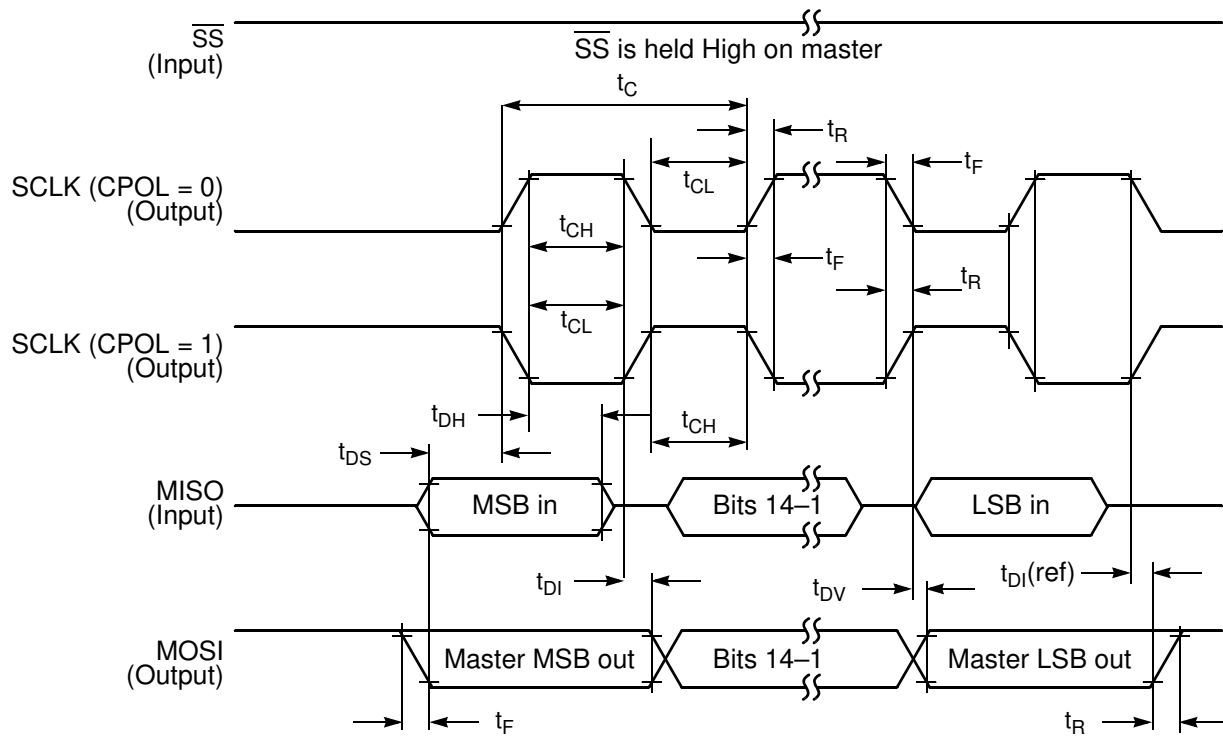 SS
(Input)
SS is held High on master
tC
tR
tF
SCLK (CPOL = 0)
(Output)
tCL
tCH
tF
tR
tCL
SCLK (CPOL = 1)
(Output)
tDH
tCH
tDS
MISO
(Input)
MSB in
Bits 14–1
LSB in
tDI
tDV
tDI(ref)
MOSI
(Output)
Master MSB out
Bits 14–1
Master LSB out
tF
tR